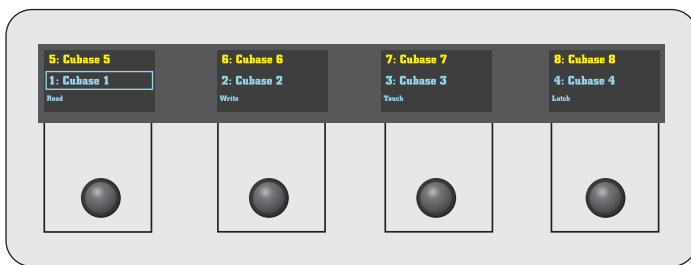 5: Cubase 5 6: Cubase 6 7: Cubase 7 8: Cubase 8
1: Cubase 1 2: Cubase 2 3: Cubase 3 4: Cubase 4
Read Write Touch Latch